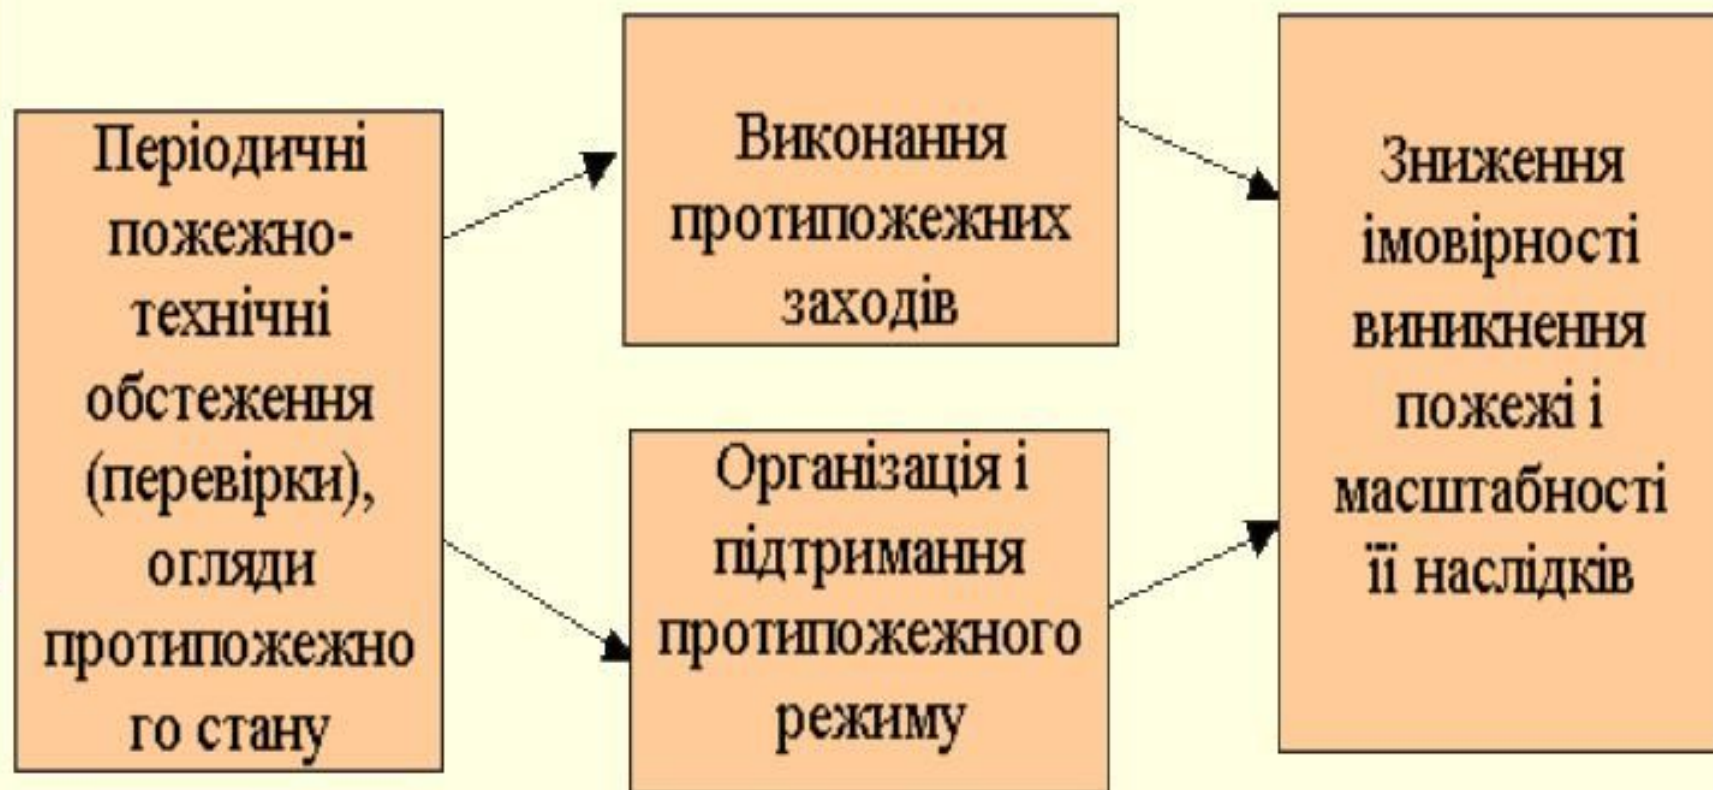 Періодичні
пожежно-
технічні
обстеження
(перевірки),
огляди
протипожежно
го стану
Виконання
протипожежних
заходів
Організація і
підтримання
протипожежного
режиму
Зниження
імовірності
виникнення
пожежі і
масштабності
її наслідків